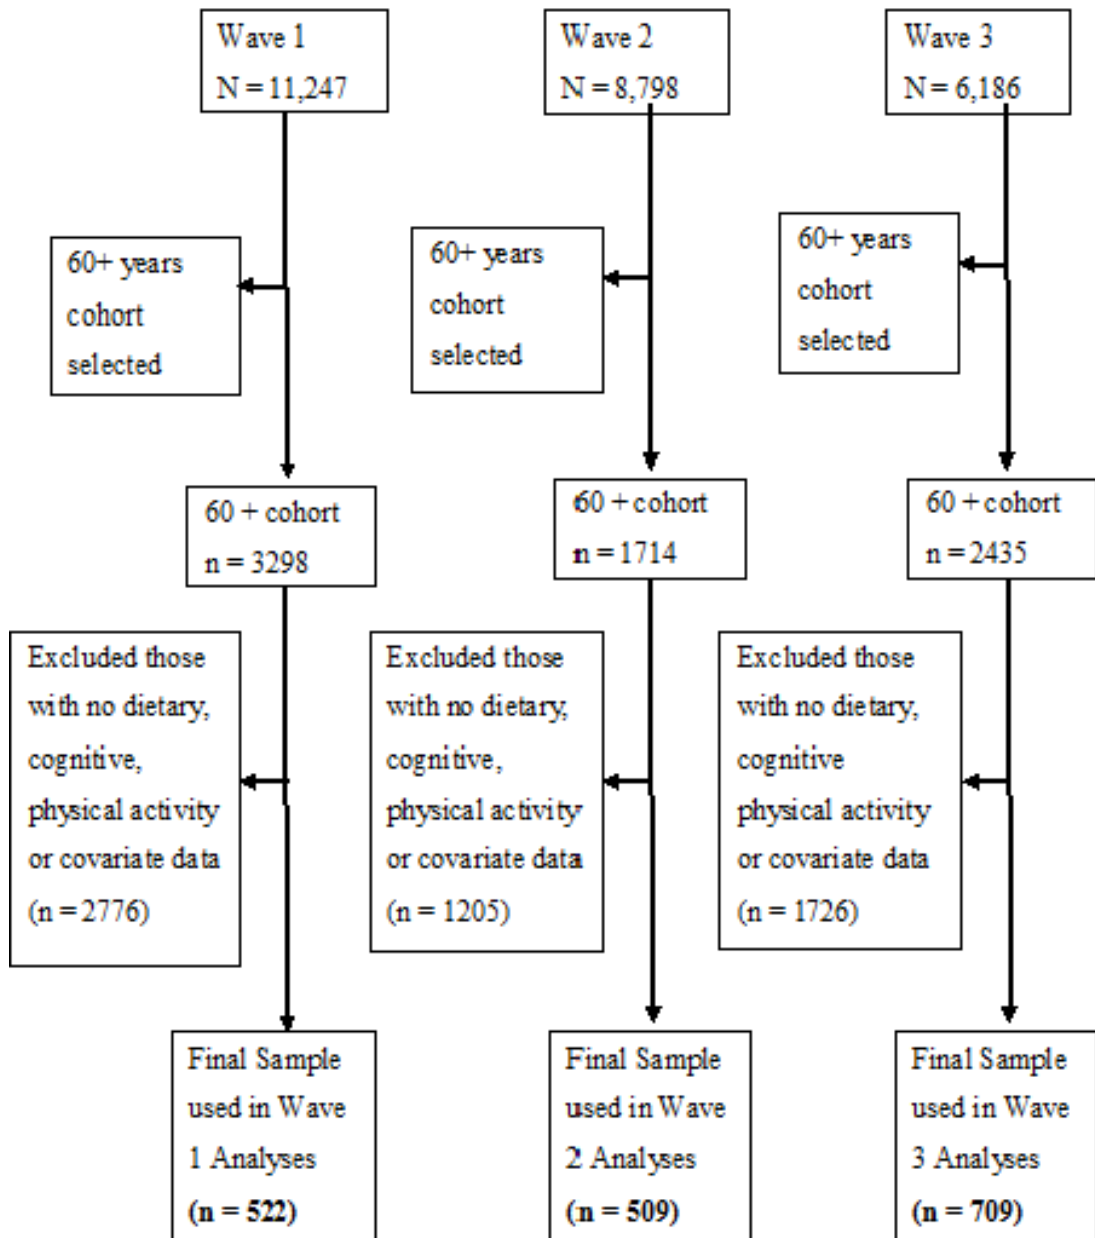 Wave 1
N = 11,247
Wave 2
N = 8,798
Wave 3
N = 6,186
60+ years
cohort
selected
60+ years
cohort
selected
60+ years
cohort
selected
60 + cohort
n = 3298
60 + cohort
n = 1714
60 + cohort
n = 2435
Excluded those
with no dietary,
cognitive,
physical activity
or covariate data
(n = 2776)
Excluded those
with no dietary,
cognitive,
physical activity
or covariate data
(n = 1205)
Excluded those
with no dietary,
cognitive
physical activity
or covariate data
(n = 1726)
Final Sample
used in Wave
1 Analyses
(n = 522)
Final Sample
used in Wave
2 Analyses
(n = 509)
Final Sample
used in Wave
3 Analyses
(n = 709)